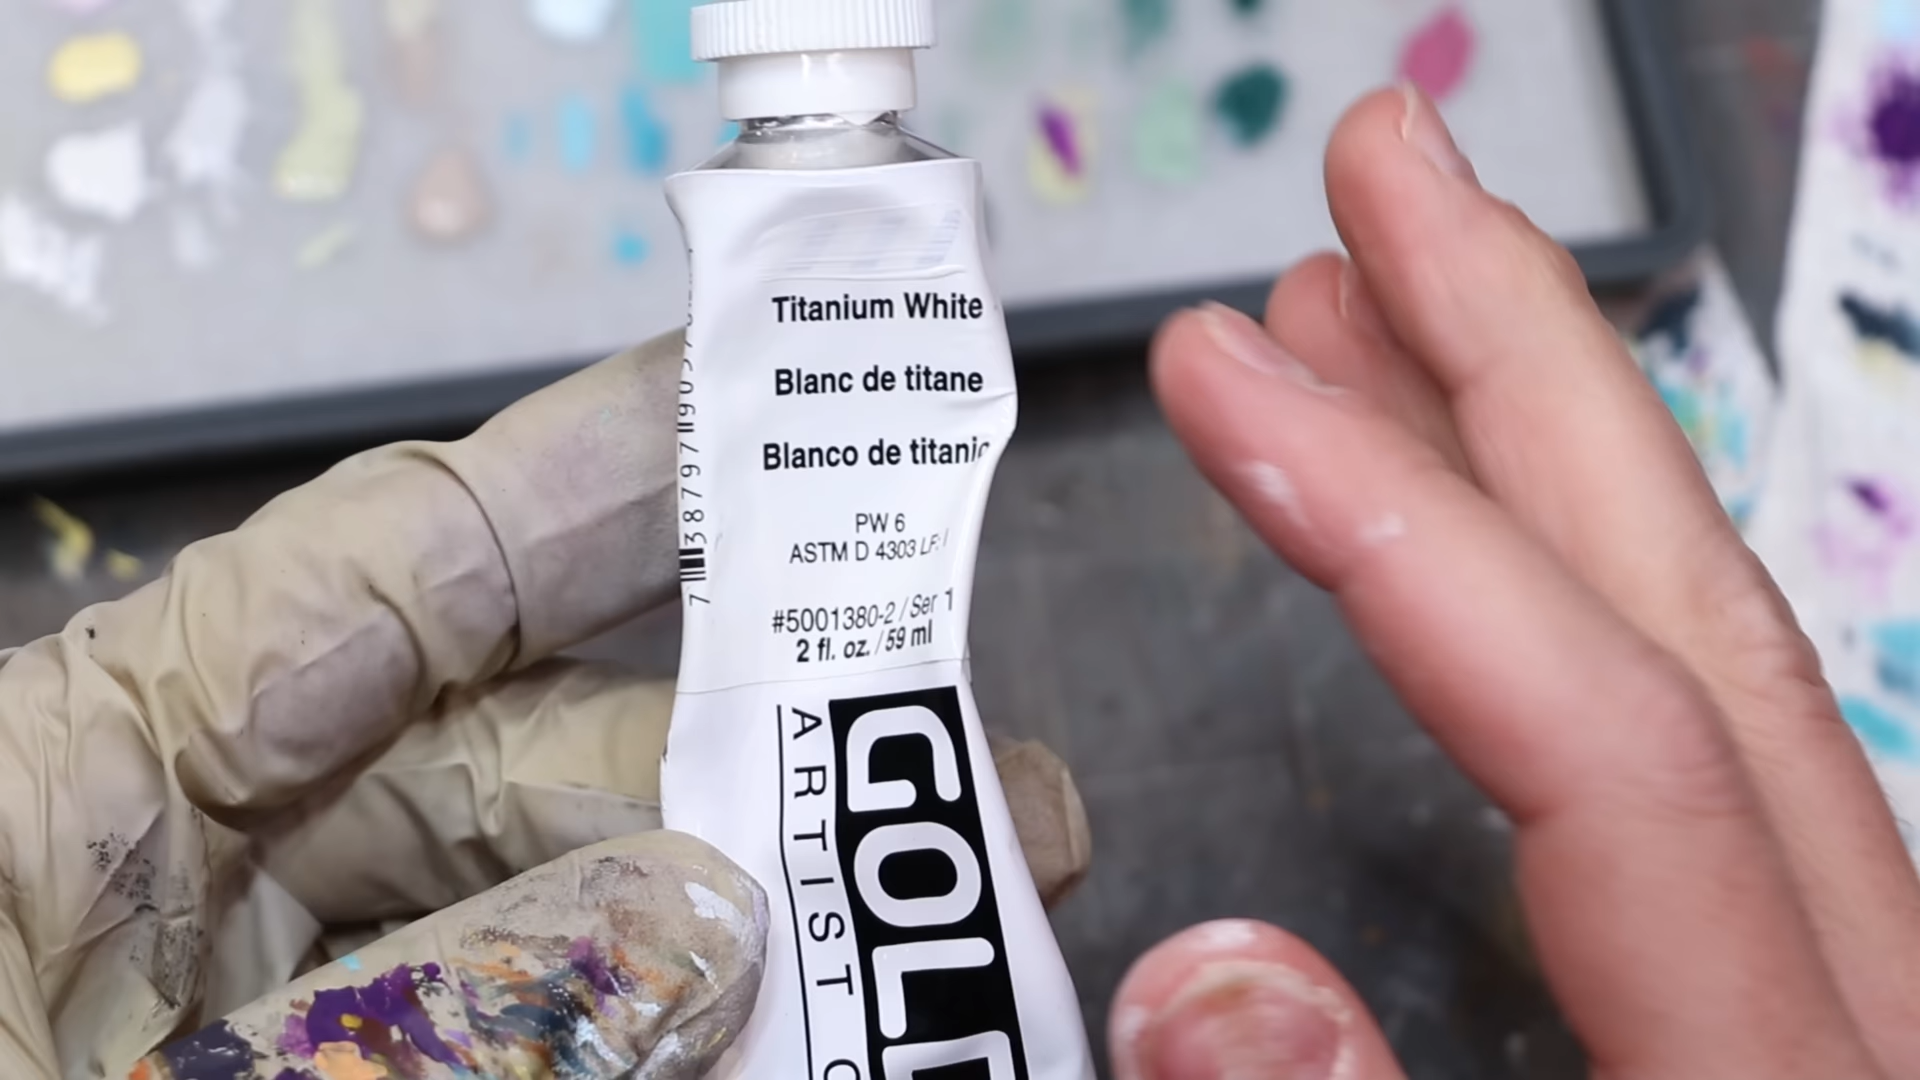 Titanium White
Blanc de titane
Blanco de titanio
PW 6
ASTM D 4303 LF: I
#5001380-2 / Ser 1
2 fl. oz. / 59 ml
GOLD
ARTIST